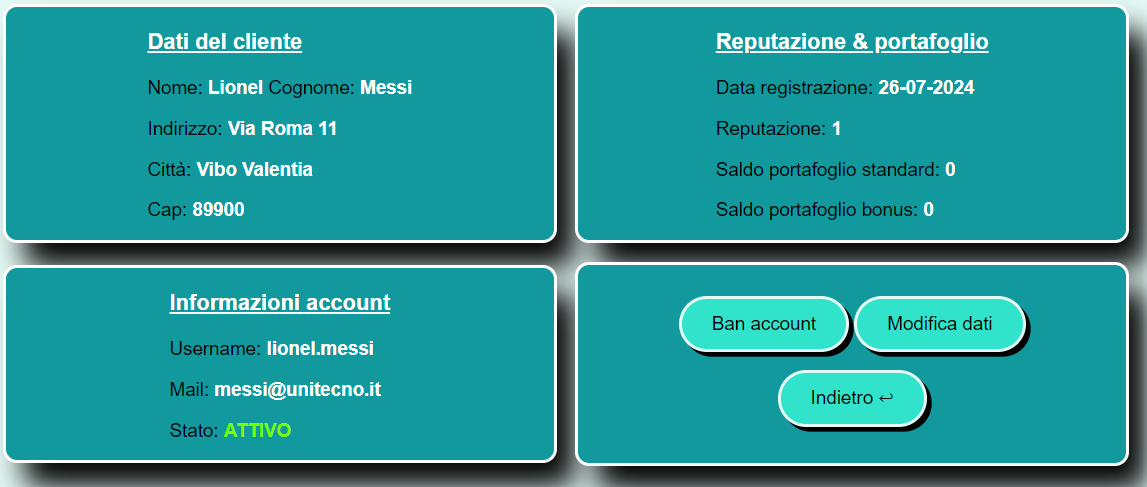 Dati del cliente
Nome: Lionel Cognome: Messi
Indirizzo: Via Roma 11
Città: Vibo Valentia
Cap: 89900
Reputazione & portafoglio
Data registrazione: 26-07-2024
Reputazione: 1
Saldo portafoglio standard: 0
Saldo portafoglio bonus: 0
Informazioni account
Username: lionel.messi
Mail: messi@unitecno.it
Stato: ATTIVO
Ban account
Modifica dati
Indietro ↩